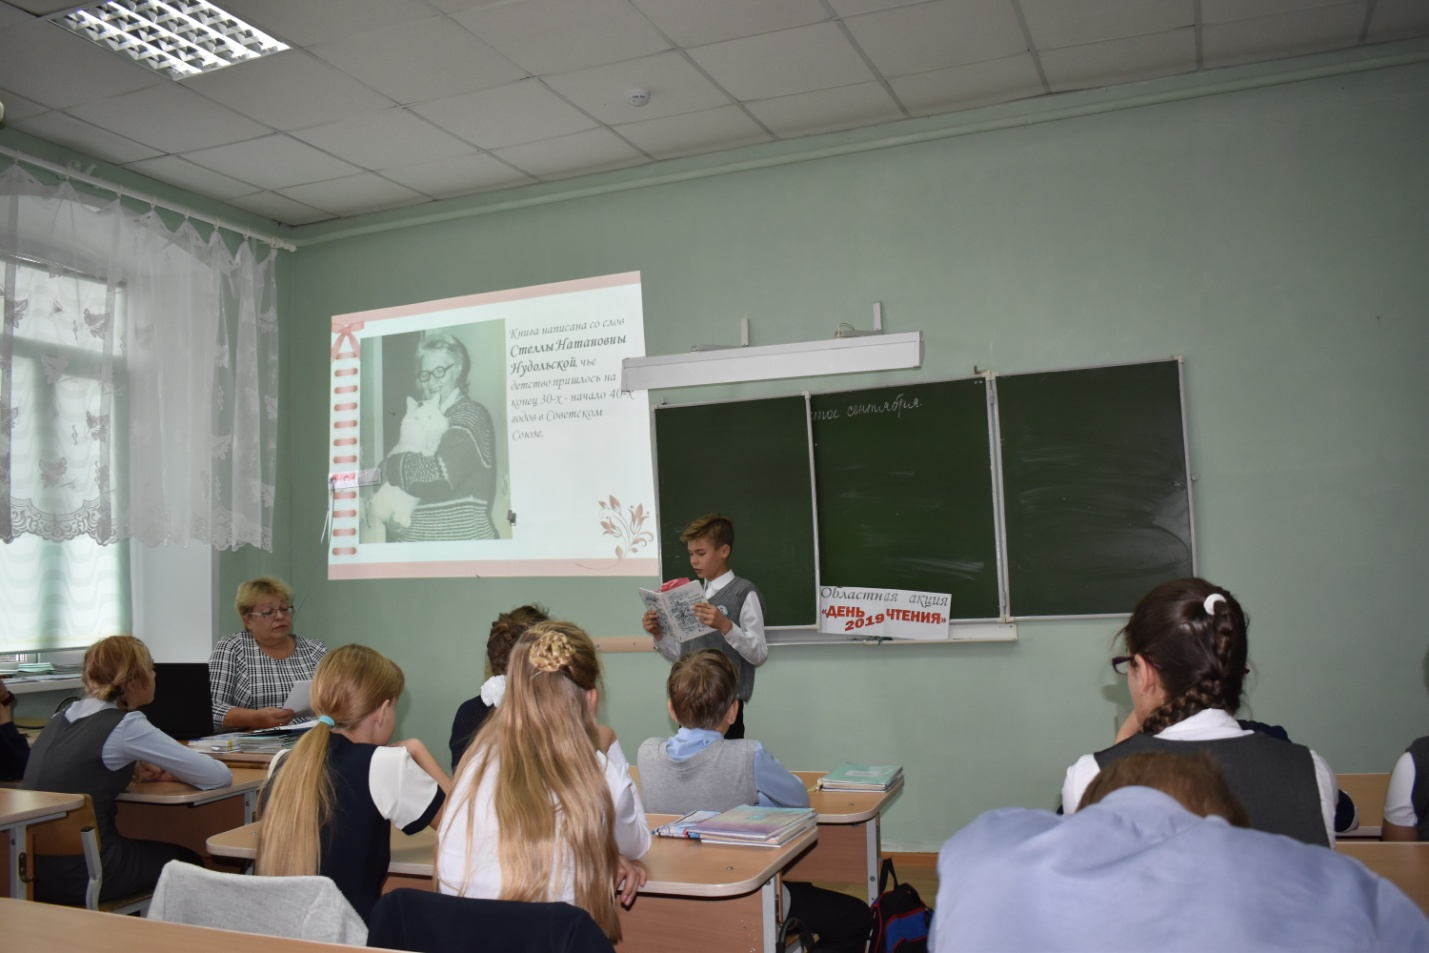 Книга написана со слов
Стеллы Натановны
Нудольской, чье
детство пришлось на
конец 30-х - начало 40-х
годов в Советском
Союзе.
сентября.
Областная акция
«ДЕНЬ ЧТЕНИЯ»
2019